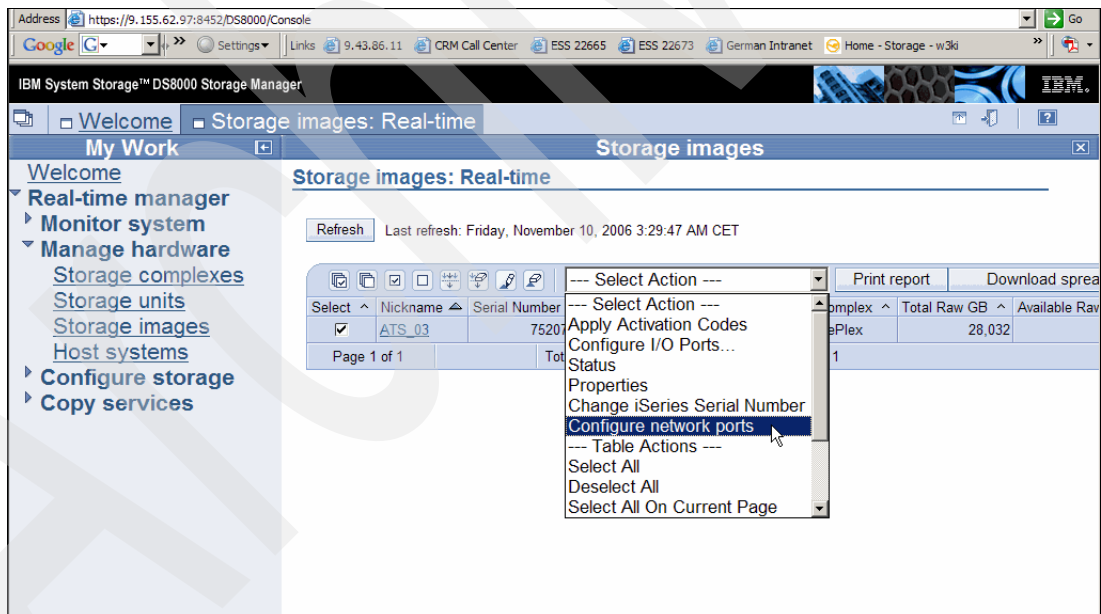 Address https://9.155.62.97:8452/DS8000/Console Go
Google G Settings Links 9.43.86.11 CRM Call Center ESS 22665 ESS 22673 German Intranet Home - Storage - w3ki
IBM System Storage™ DS8000 Storage Manager IBM.
Welcome Storage images: Real-time ?
My Work Storage images
Welcome
Real-time manager
Monitor system
Manage hardware
Storage complexes
Storage units
Storage images
Host systems
Configure storage
Copy services
Storage images: Real-time
Refresh Last refresh: Friday, November 10, 2006 3:29:47 AM CET
--- Select Action --- Print report Download sprea
Select Nickname Serial Number omplex Total Raw GB Available Raw
ATS_03 75207 ePlex 28,032
Page 1 of 1 Tot 1
--- Select Action ---
Apply Activation Codes
Configure I/O Ports...
Status
Properties
Change iSeries Serial Number
Configure network ports
--- Table Actions ---
Select All
Deselect All
Select All On Current Page